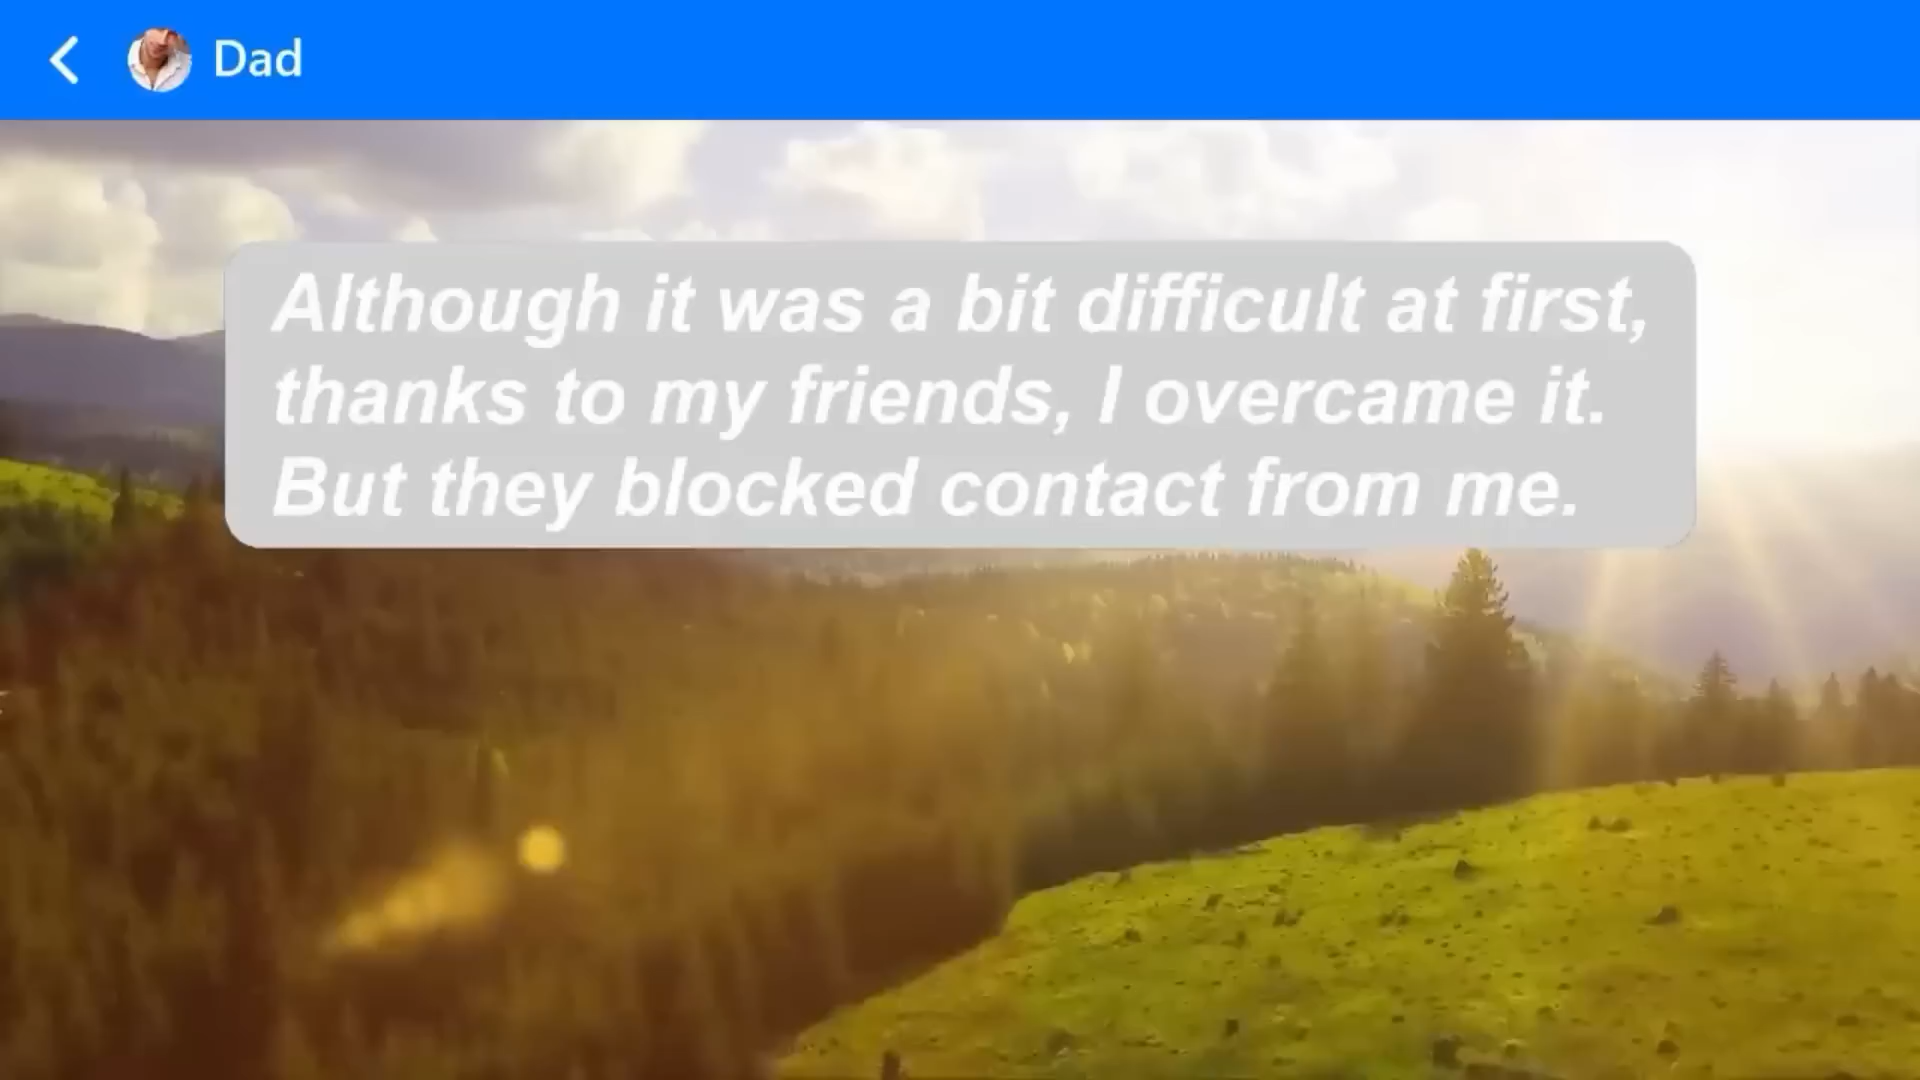 Dad
Although it was a bit difficult at first,
thanks to my friends, I overcame it.
But they blocked contact from me.